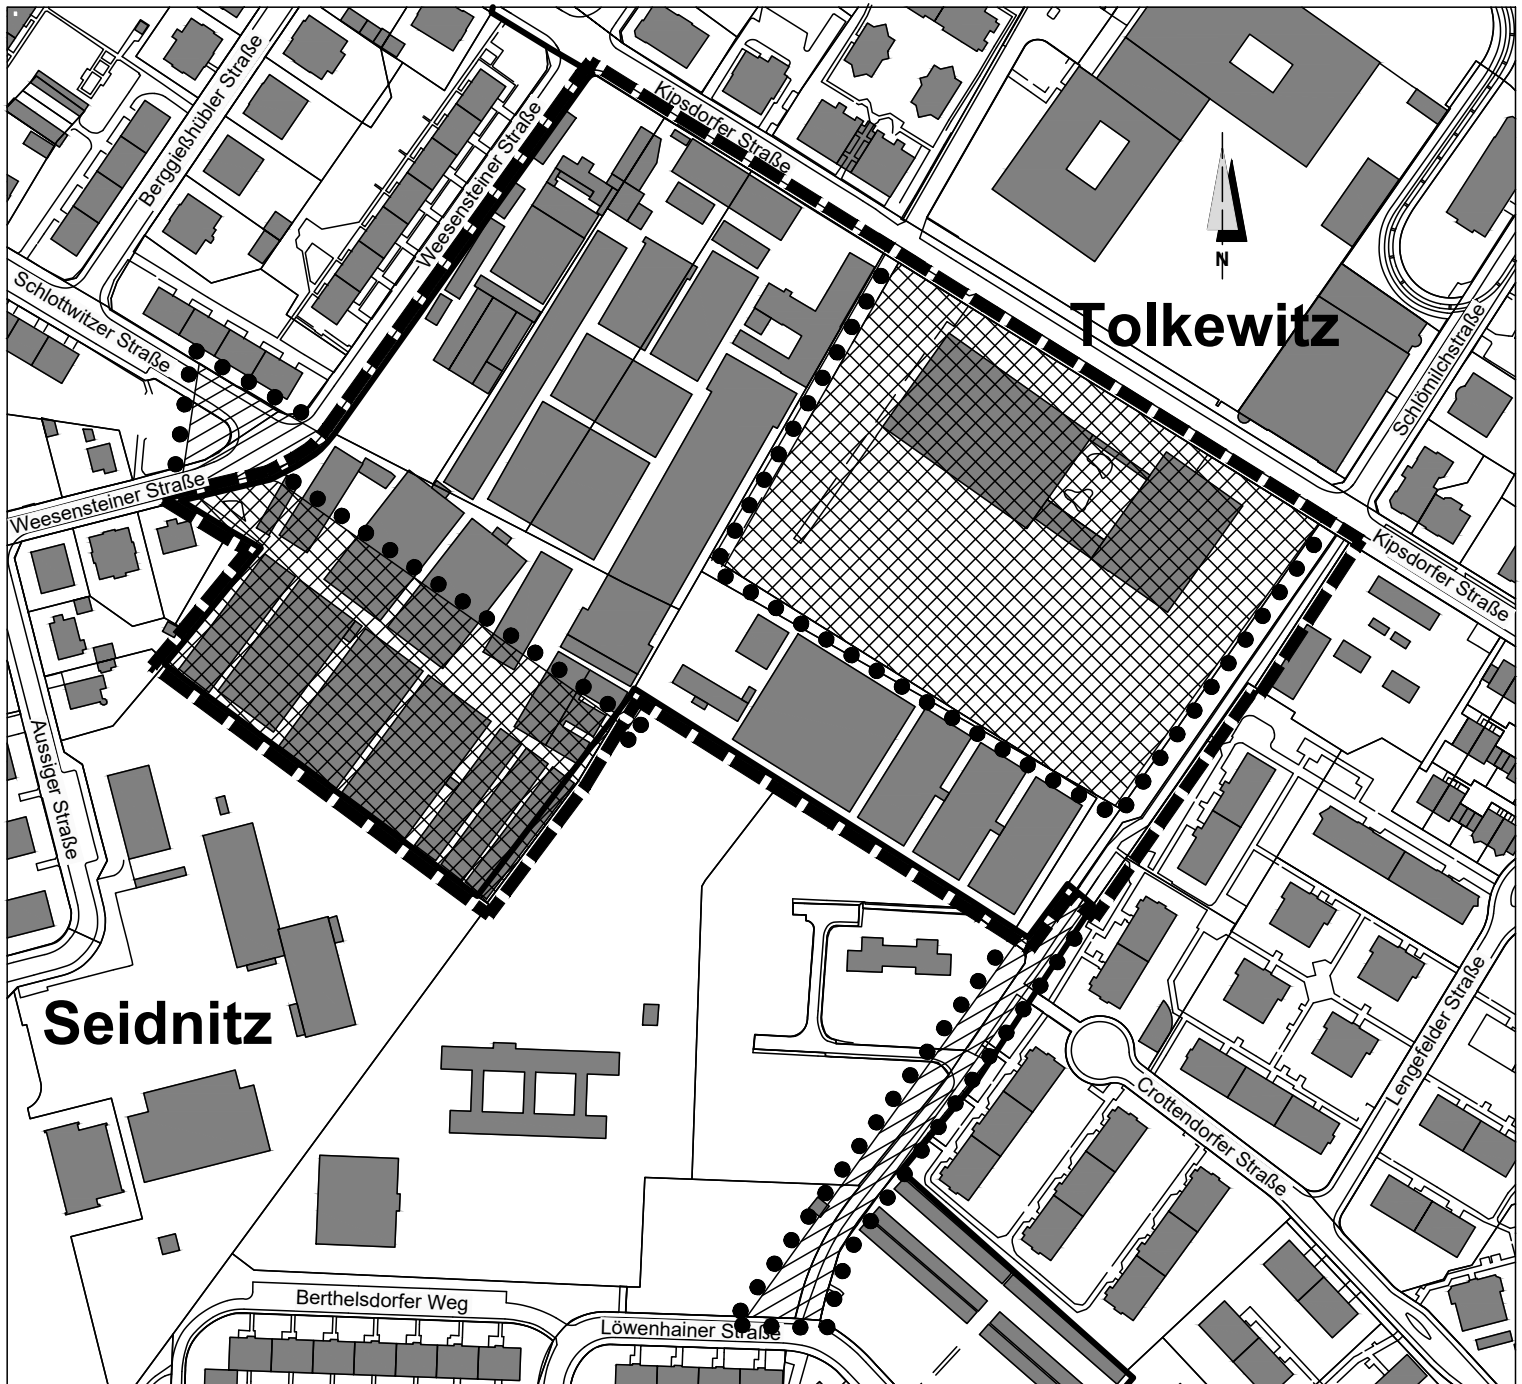 Berggießhübler Straße
Weesensteiner Straße
Kipsdorfer Straße
N
Tolkewitz
Schlottwitzer Straße
Schlömilchstraße
Weesensteiner Straße
Kipsdorfer Straße
Aussiger Straße
Seidnitz
Lengefelder Straße
Crottendorfer Straße
Berthelsdorfer Weg
Löwenhainer Straße